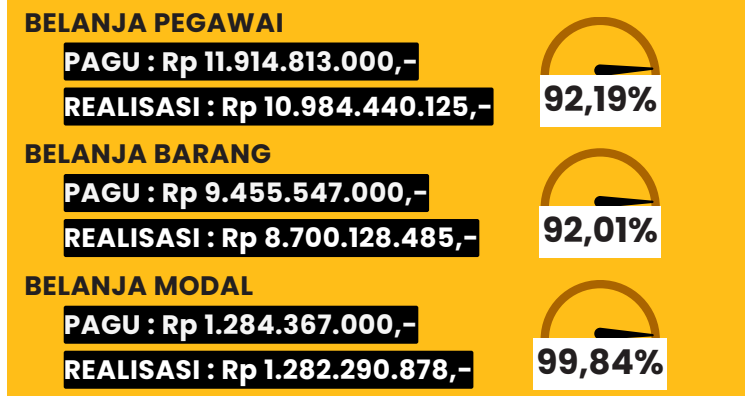 BELANJA PEGAWAI
PAGU : Rp 11.914.813.000,-
REALISASI : Rp 10.984.440.125,-
92,19%
BELANJA BARANG
PAGU : Rp 9.455.547.000,-
REALISASI : Rp 8.700.128.485,-
92,01%
BELANJA MODAL
PAGU : Rp 1.284.367.000,-
REALISASI : Rp 1.282.290.878,-
99,84%